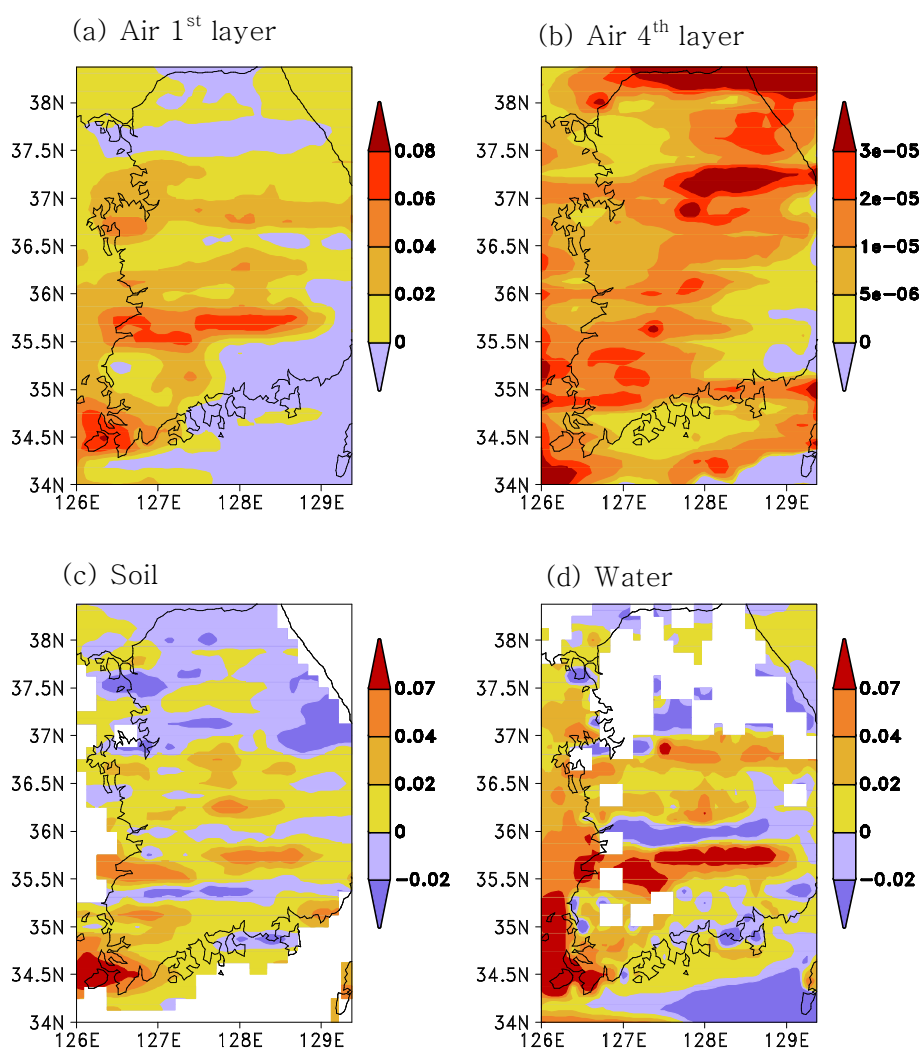 (a) Air 1st layer
(b) Air 4th layer
38N
37.5N
37N
36.5N
36N
35.5N
35N
34.5N
34N
126E 127E 128E 129E
0.08
0.06
0.04
0.02
0
38N
37.5N
37N
36.5N
36N
35.5N
35N
34.5N
34N
126E 127E 128E 129E
3e-05
2e-05
1e-05
5e-06
0
(c) Soil
(d) Water
38N
37.5N
37N
36.5N
36N
35.5N
35N
34.5N
34N
126E 127E 128E 129E
0.07
0.04
0.02
0
-0.02
38N
37.5N
37N
36.5N
36N
35.5N
35N
34.5N
34N
126E 127E 128E 129E
0.07
0.04
0.02
0
-0.02